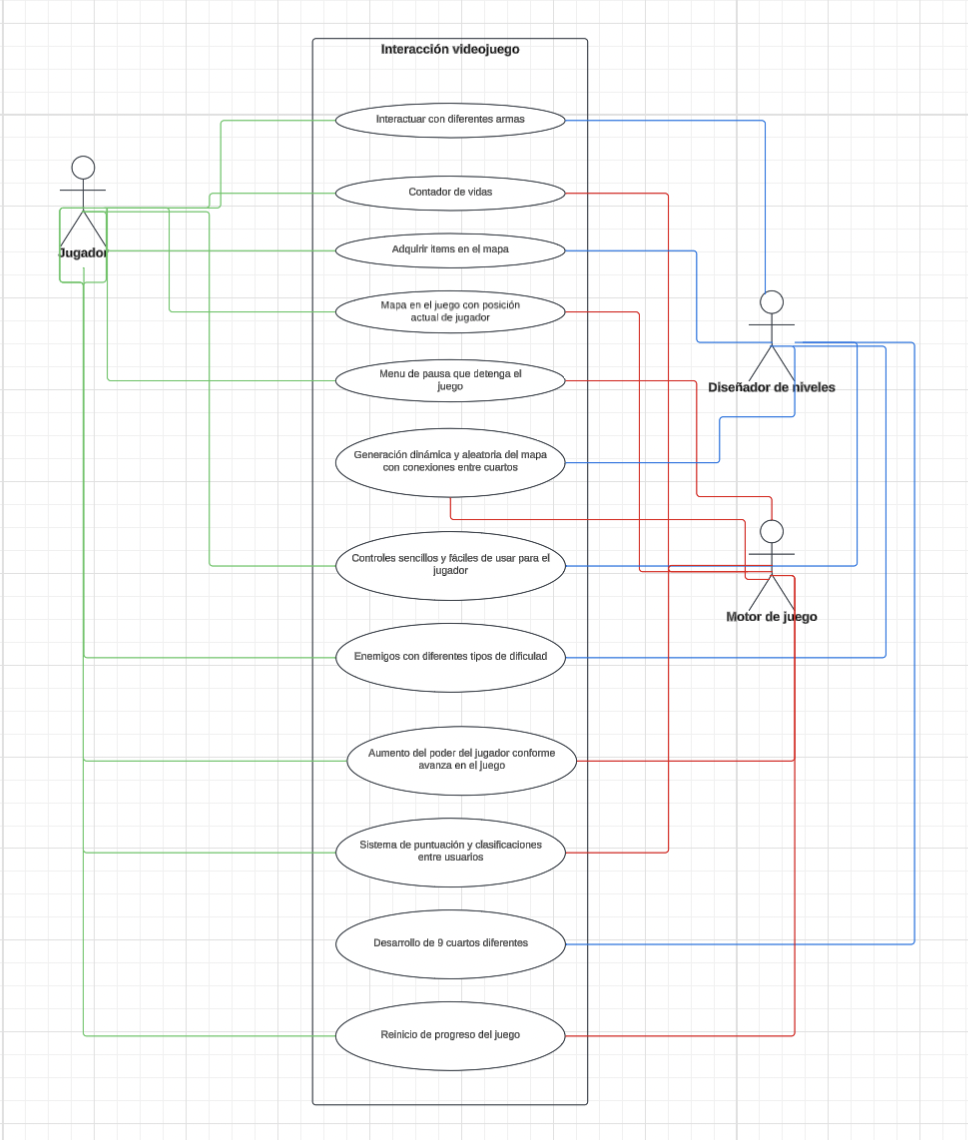 Interacción videojuego
Interactuar con diferentes armas
Contador de vidas
Jugador
Adquirir items en el mapa
Mapa en el juego con posición
actual de jugador
Menu de pausa que detenga el
juego
Diseñador de niveles
Generación dinámica y aleatoria del mapa
con conexiones entre cuartos
Controles sencillos y fáciles de usar para el
jugador
Motor de juego
Enemigos con diferentes tipos de dificulad
Aumento del poder del jugador conforme
avanza en el juego
Sistema de puntuación y clasificaciones
entre usuarios
Desarrollo de 9 cuartos diferentes
Reinicio de progreso del juego